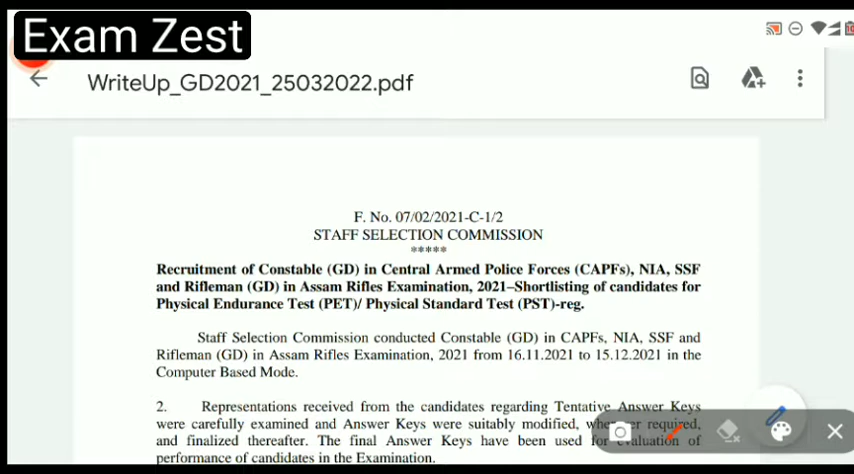 Exam Zest
WriteUp_GD2021_25032022.pdf
F. No. 07/02/2021-C-1/2
STAFF SELECTION COMMISSION
*****
Recruitment of Constable (GD) in Central Armed Police Forces (CAPFs), NIA, SSF
and Rifleman (GD) in Assam Rifles Examination, 2021–Shortlisting of candidates for
Physical Endurance Test (PET)/ Physical Standard Test (PST)-reg.
Staff Selection Commission conducted Constable (GD) in CAPFs, NIA, SSF and
Rifleman (GD) in Assam Rifles Examination, 2021 from 16.11.2021 to 15.12.2021 in the
Computer Based Mode.
2. Representations received from the candidates regarding Tentative Answer Keys
were carefully examined and Answer Keys were suitably modified, wherever required,
and finalized thereafter. The final Answer Keys have been used for evaluation of
performance of candidates in the Examination.